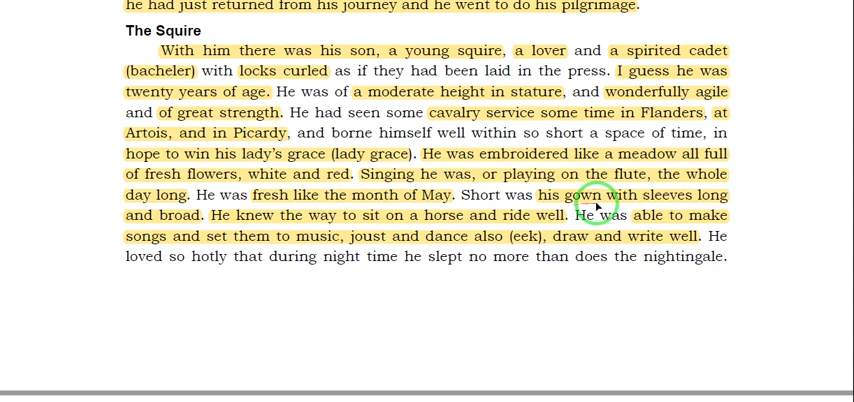 he had just returned from his journey and he went to do his pilgrimage.
The Squire
With him there was his son, a young squire, a lover and a spirited cadet
(bacheler) with locks curled as if they had been laid in the press. I guess he was
twenty years of age. He was of a moderate height in stature, and wonderfully agile
and of great strength. He had seen some cavalry service some time in Flanders, at
Artois, and in Picardy, and borne himself well within so short a space of time, in
hope to win his lady's grace (lady grace). He was embroidered like a meadow all full
of fresh flowers, white and red. Singing he was, or playing on the flute, the whole
day long. He was fresh like the month of May. Short was his gown with sleeves long
and broad. He knew the way to sit on a horse and ride well. He was able to make
songs and set them to music, joust and dance also (eek), draw and write well. He
loved so hotly that during night time he slept no more than does the nightingale.